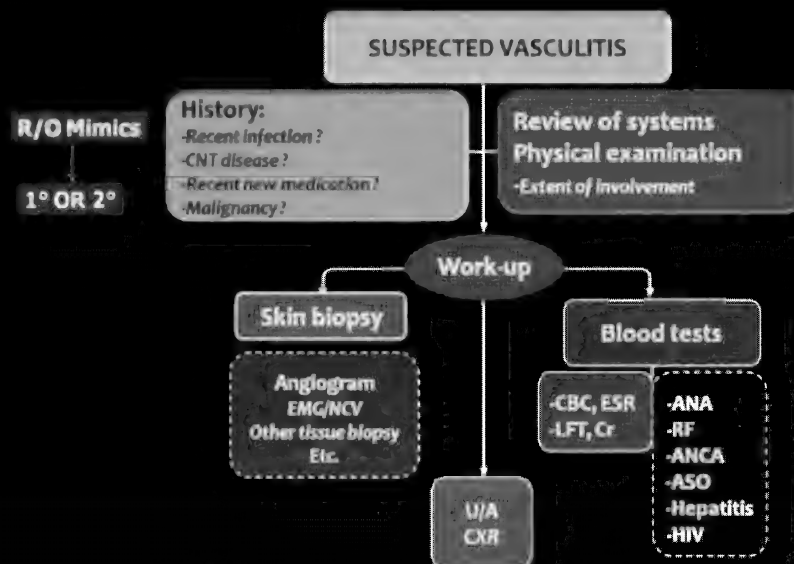 SUSPECTED VASCULITIS
R/O Mimics
1° OR 2°
History:
-Recent infection?
-CNT disease?
-Recent new medication?
-Malignancy?
Review of systems
Physical examination
-Extent of involvement
Work-up
Skin biopsy
Angiogram
EMG/NCV
Other tissue biopsy
Etc.
U/A
CXR
Blood tests
-CBC, ESR
-LFT, Cr
-ANA
-RF
-ANCA
-ASO
-Hepatitis
-HIV